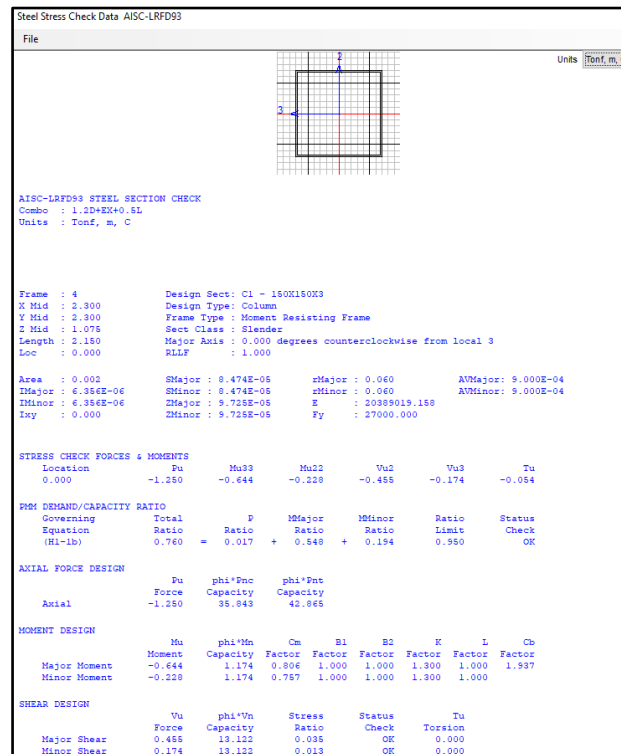 Steel Stress Check Data AISC-LRFD93
File
2
Units Tonf, m,
3
AISC-LRFD93 STEEL SECTION CHECK
Combo : 1.2D+EX+0.5L
Units : Tonf, m, C
Frame : 4 Design Sect: C1 - 150X150X3
X Mid : 2.300 Design Type: Column
Y Mid : 2.300 Frame Type : Moment Resisting Frame
Z Mid : 1.075 Sect Class : Slender
Length : 2.150 Major Axis : 0.000 degrees counterclockwise from local 3
Loc : 0.000 RLLF : 1.000
Area : 0.002 SMajor : 8.474E-05 rMajor : 0.060 AVMajor: 9.000E-04
IMajor : 6.356E-06 SMinor : 8.474E-05 rMinor : 0.060 AVMinor: 9.000E-04
IMinor : 6.356E-06 ZMajor : 9.725E-05 E : 20389019.158
Ixy : 0.000 ZMinor : 9.725E-05 Fy : 27000.000
STRESS CHECK FORCES & MOMENTS
Location Pu Mu33 Mu22 Vu2 Vu3 Tu
0.000 -1.250 -0.644 -0.228 -0.455 -0.174 -0.054
PMM DEMAND/CAPACITY RATIO
Governing Total P MMajor MMinor Ratio Status
Equation Ratio Ratio Ratio Ratio Limit Check
(H1-1b) 0.760 = 0.017 + 0.548 + 0.194 0.950 OK
AXIAL FORCE DESIGN
Pu phi*Pnc phi*Pnt
Force Capacity Capacity
Axial -1.250 35.843 42.865
MOMENT DESIGN
Mu phi*Mn Cm B1 B2 K L Cb
Moment Capacity Factor Factor Factor Factor Factor Factor
Major Moment -0.644 1.174 0.806 1.000 1.000 1.300 1.000 1.937
Minor Moment -0.228 1.174 0.757 1.000 1.000 1.300 1.000
SHEAR DESIGN
Vu phi*Vn Stress Status Tu
Force Capacity Ratio Check Torsion
Major Shear 0.455 13.122 0.035 OK 0.000
Minor Shear 0.174 13.122 0.013 OK 0.000